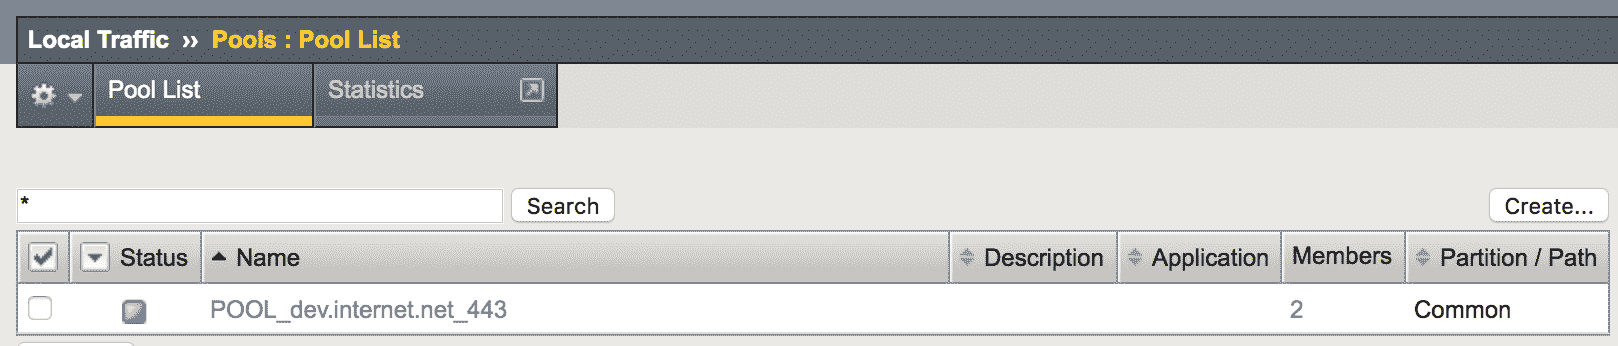 Local Traffic ›› Pools : Pool List
Pool List Statistics
* Search Create...
Status Name Description Application Members Partition / Path
POOL_dev.internet.net_443 2 Common